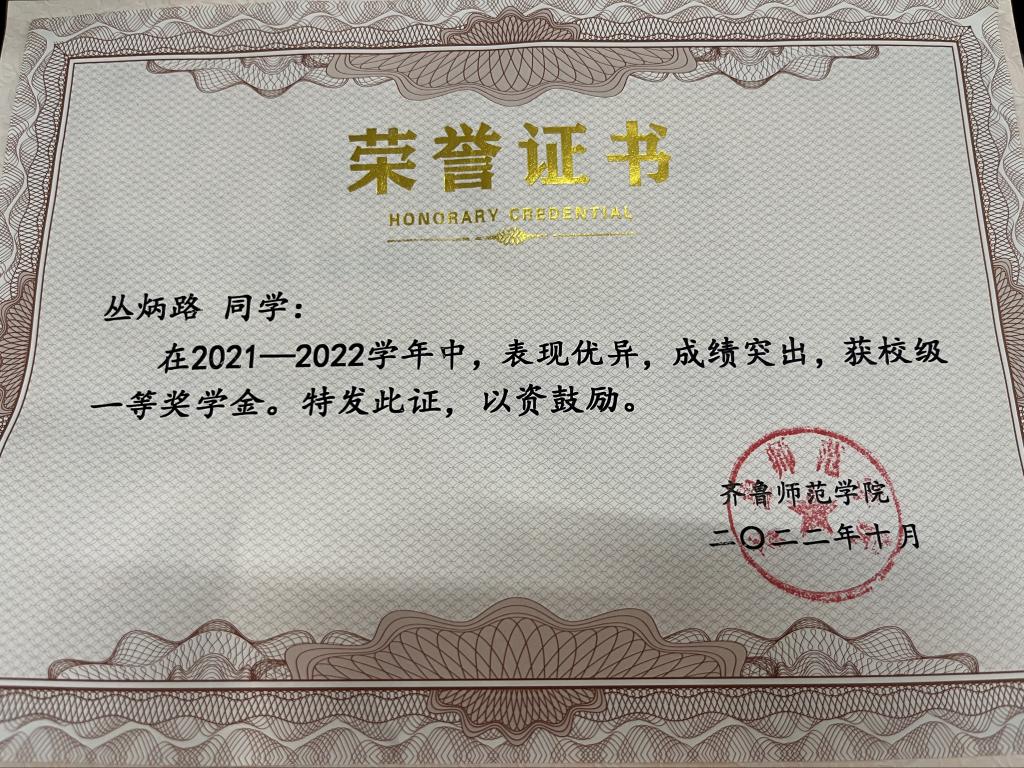 荣誉证书
HONORARY CREDENTIAL
丛炳路 同学：
在2021—2022学年中，表现优异，成绩突出，获校级
一等奖学金。特发此证，以资鼓励。
师范
齐鲁师范学院
二〇二二年十月